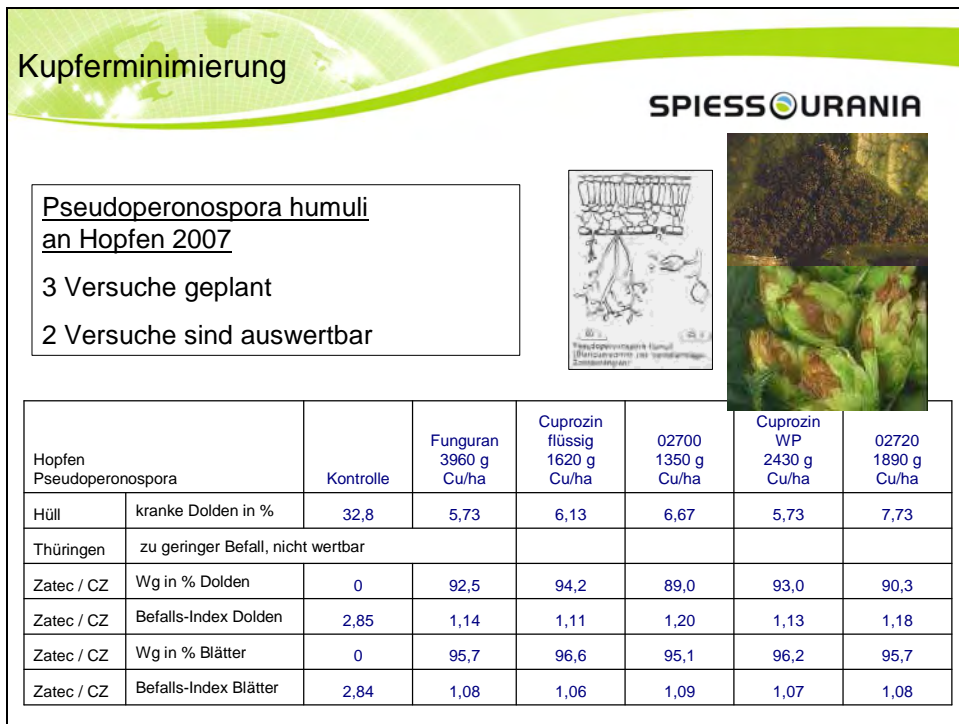 Kupferminimierung
SPIESS URANIA
Pseudoperonospora humuli
an Hopfen 2007
3 Versuche geplant
2 Versuche sind auswertbar
Pseudoperonospora humuli
Hopfen
Pseudoperonospora
Kontrolle
Funguran
3960 g
Cu/ha
Cuprozin
flüssig
1620 g
Cu/ha
02700
1350 g
Cu/ha
Cuprozin
WP
2430 g
Cu/ha
02720
1890 g
Cu/ha
Hüll kranke Dolden in % 32,8 5,73 6,13 6,67 5,73 7,73
Thüringen zu geringer Befall, nicht wertbar
Zatec / CZ Wg in % Dolden 0 92,5 94,2 89,0 93,0 90,3
Zatec / CZ Befalls-Index Dolden 2,85 1,14 1,11 1,20 1,13 1,18
Zatec / CZ Wg in % Blätter 0 95,7 96,6 95,1 96,2 95,7
Zatec / CZ Befalls-Index Blätter 2,84 1,08 1,06 1,09 1,07 1,08